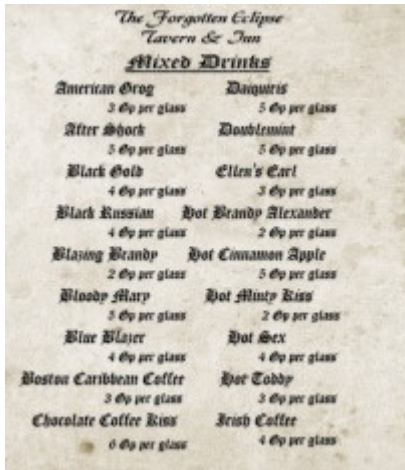 The Forgotten Eclipse
Tavern & Inn
Mixed Drinks
American Grog
3 Gp per glass
After Shock
5 Gp per glass
Black Gold
4 Gp per glass
Black Russian
4 Gp per glass
Blazing Brandy
2 Gp per glass
Bloody Mary
5 Gp per glass
Blue Blazer
4 Gp per glass
Boston Caribbean Coffee
3 Gp per glass
Chocolate Coffee Kiss
6 Gp per glass
Daiquiris
5 Gp per glass
Doublemint
5 Gp per glass
Ellen's Earl
3 Gp per glass
Hot Brandy Alexander
2 Gp per glass
Hot Cinnamon Apple
5 Gp per glass
Hot Minty Kiss
2 Gp per glass
Hot Sex
4 Gp per glass
Hot Toddy
3 Gp per glass
Irish Coffee
4 Gp per glass